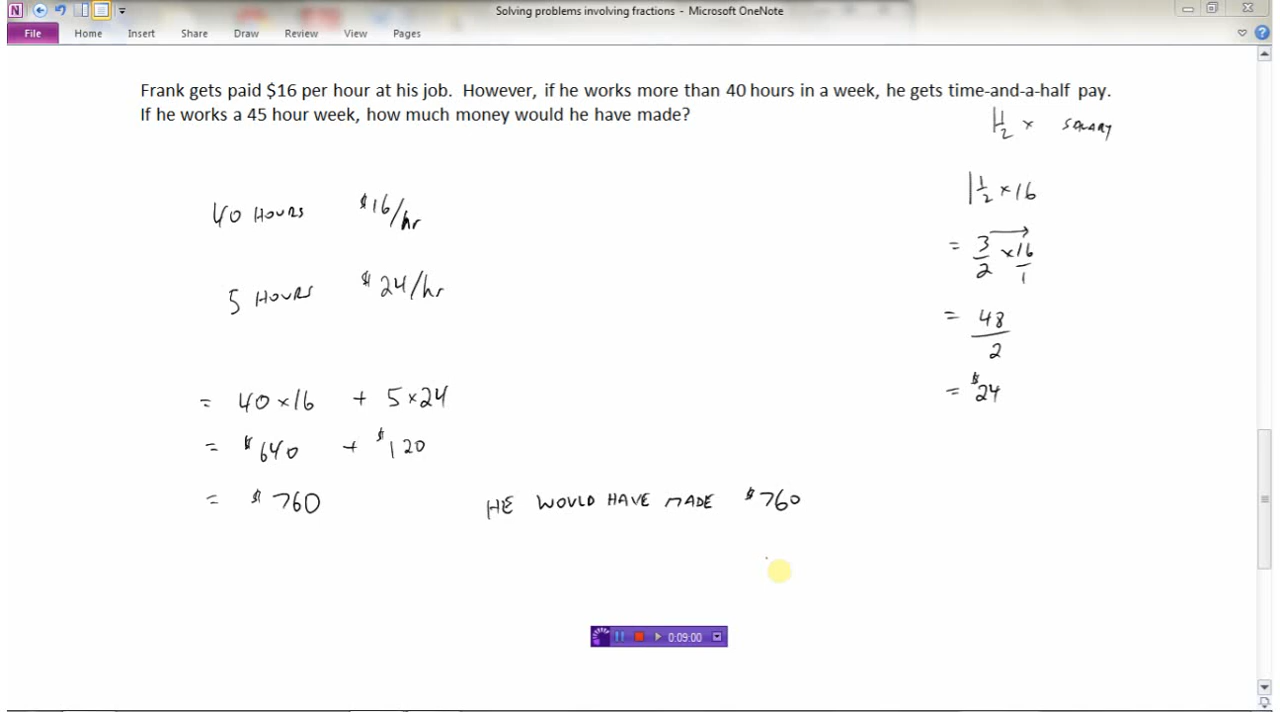 Solving problems involving fractions - Microsoft OneNote
File Home Insert Share Draw Review View Pages
Frank gets paid $16 per hour at his job. However, if he works more than 40 hours in a week, he gets time-and-a-half pay.
If he works a 45 hour week, how much money would he have made?
1 1/2 × SALARY
40 HOURS $16/hr
5 HOURS $24/hr
= 40 × 16 + 5 × 24
= $640 + $120
= $760
HE WOULD HAVE MADE $760
1 1/2 × 16
= 3/2 × 16/1
= 48/2
= $24
0:09:00